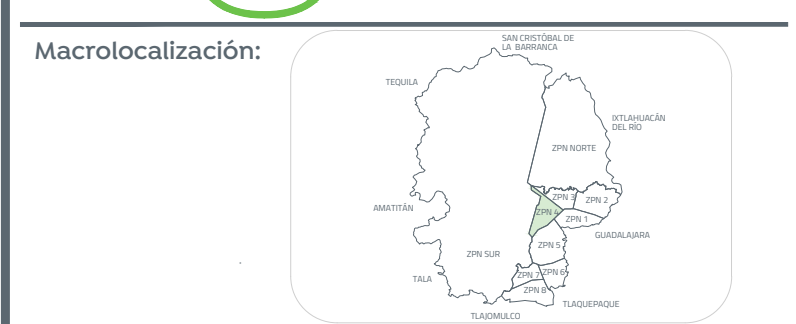 Macrolocalización:
SAN CRISTÓBAL DE
LA BARRANCA
TEQUILA
IXTLAHUACÁN
DEL RÍO
ZPN NORTE
ZPN 3
ZPN 2
AMATITÁN
ZPN 4
ZPN 1
GUADALAJARA
ZPN 5
ZPN SUR
ZPN 7
ZPN 6
TALA
ZPN 8
TLAQUEPAQUE
TLAJOMULCO